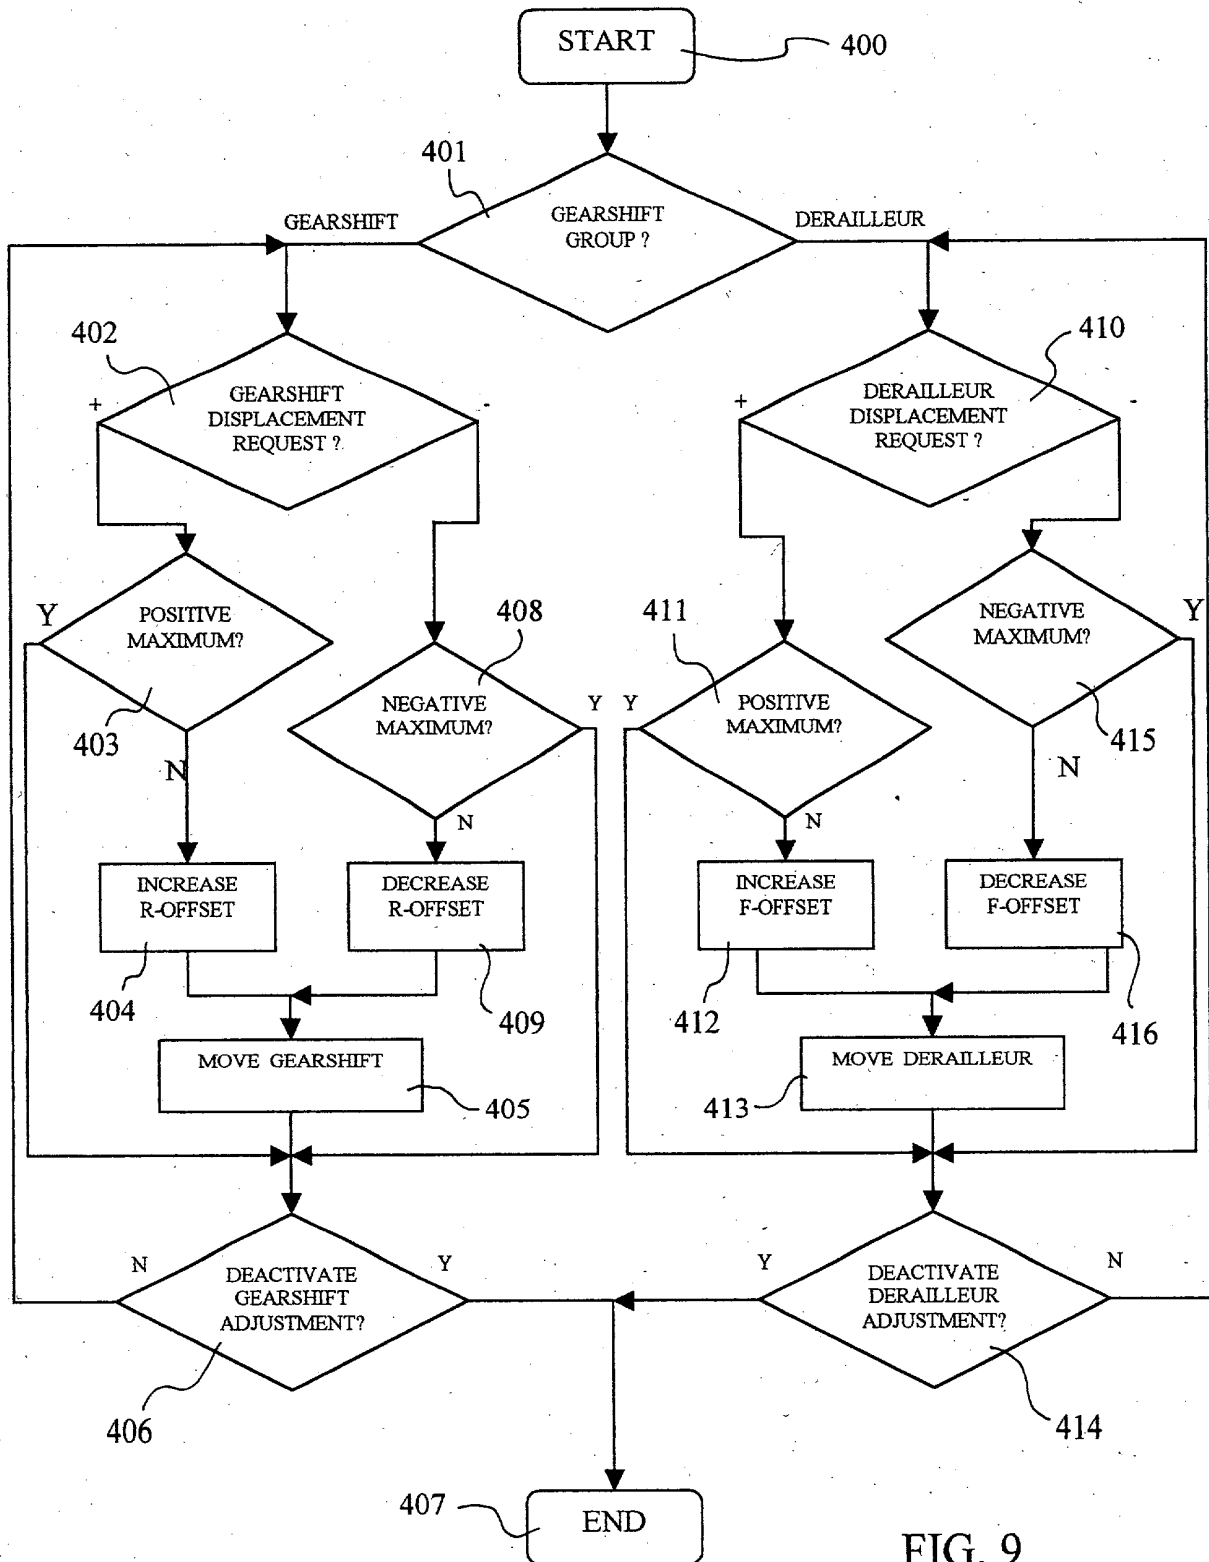 START
400
401
GEARSHIFT
GROUP ?
GEARSHIFT
DERAILLEUR
402
GEARSHIFT
DISPLACEMENT
REQUEST ?
+
-
410
DERAILLEUR
DISPLACEMENT
REQUEST ?
+
-
Y
POSITIVE
MAXIMUM?
403
N
408
NEGATIVE
MAXIMUM?
Y
N
411
Y
POSITIVE
MAXIMUM?
N
NEGATIVE
MAXIMUM?
Y
415
N
INCREASE
R-OFFSET
404
DECREASE
R-OFFSET
409
INCREASE
F-OFFSET
412
DECREASE
F-OFFSET
416
MOVE GEARSHIFT
405
MOVE DERAILLEUR
413
N
DEACTIVATE
GEARSHIFT
ADJUSTMENT?
Y
406
Y
DEACTIVATE
DERAILLEUR
ADJUSTMENT?
N
414
407
END
FIG. 9